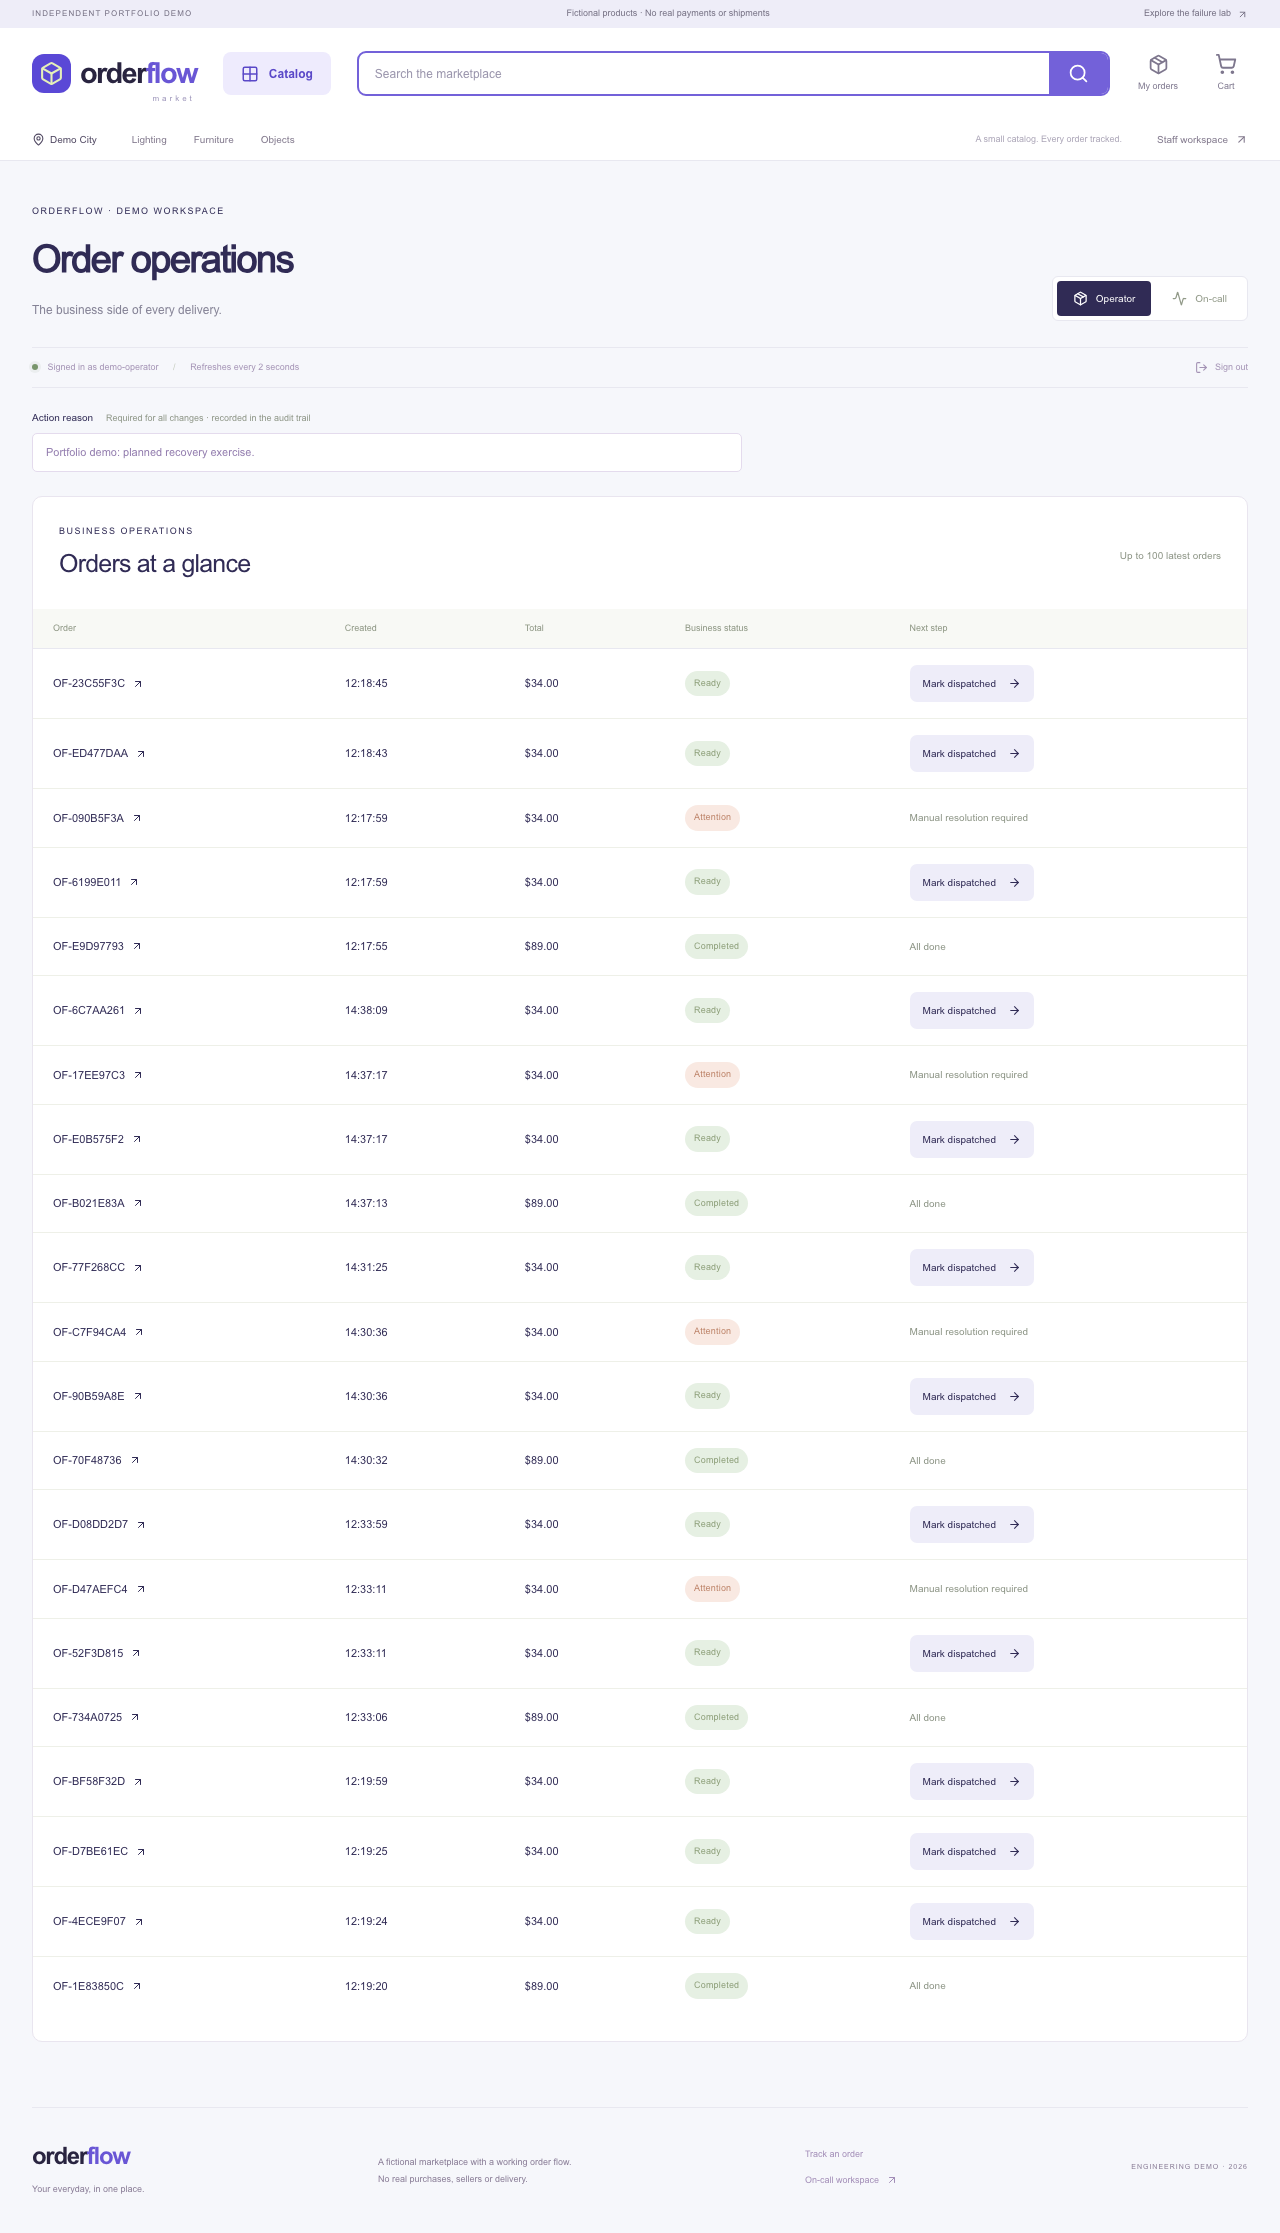 INDEPENDENT PORTFOLIO DEMO
Fictional products · No real payments or shipments
Explore the failure lab
orderflow
market
Catalog
Search the marketplace
My orders
Cart
Demo City
Lighting
Furniture
Objects
A small catalog. Every order tracked.
Staff workspace
ORDERFLOW · DEMO WORKSPACE
Order operations
The business side of every delivery.
Operator
On-call
Signed in as demo-operator / Refreshes every 2 seconds
Sign out
Action reason Required for all changes · recorded in the audit trail
Portfolio demo: planned recovery exercise.
BUSINESS OPERATIONS
Orders at a glance
Up to 100 latest orders
Order Created Total Business status Next step
OF-23C55F3C 12:18:45 $34.00 Ready Mark dispatched
OF-ED477DAA 12:18:43 $34.00 Ready Mark dispatched
OF-090B5F3A 12:17:59 $34.00 Attention Manual resolution required
OF-6199E011 12:17:59 $34.00 Ready Mark dispatched
OF-E9D97793 12:17:55 $89.00 Completed All done
OF-6C7AA261 14:38:09 $34.00 Ready Mark dispatched
OF-17EE97C3 14:37:17 $34.00 Attention Manual resolution required
OF-E0B575F2 14:37:17 $34.00 Ready Mark dispatched
OF-B021E83A 14:37:13 $89.00 Completed All done
OF-77F268CC 14:31:25 $34.00 Ready Mark dispatched
OF-C7F94CA4 14:30:36 $34.00 Attention Manual resolution required
OF-90B59A8E 14:30:36 $34.00 Ready Mark dispatched
OF-70F48736 14:30:32 $89.00 Completed All done
OF-D08DD2D7 12:33:59 $34.00 Ready Mark dispatched
OF-D47AEFC4 12:33:11 $34.00 Attention Manual resolution required
OF-52F3D815 12:33:11 $34.00 Ready Mark dispatched
OF-734A0725 12:33:06 $89.00 Completed All done
OF-BF58F32D 12:19:59 $34.00 Ready Mark dispatched
OF-D7BE61EC 12:19:25 $34.00 Ready Mark dispatched
OF-4ECE9F07 12:19:24 $34.00 Ready Mark dispatched
OF-1E83850C 12:19:20 $89.00 Completed All done
orderflow
Your everyday, in one place.
A fictional marketplace with a working order flow.
No real purchases, sellers or delivery.
Track an order
On-call workspace
ENGINEERING DEMO · 2026